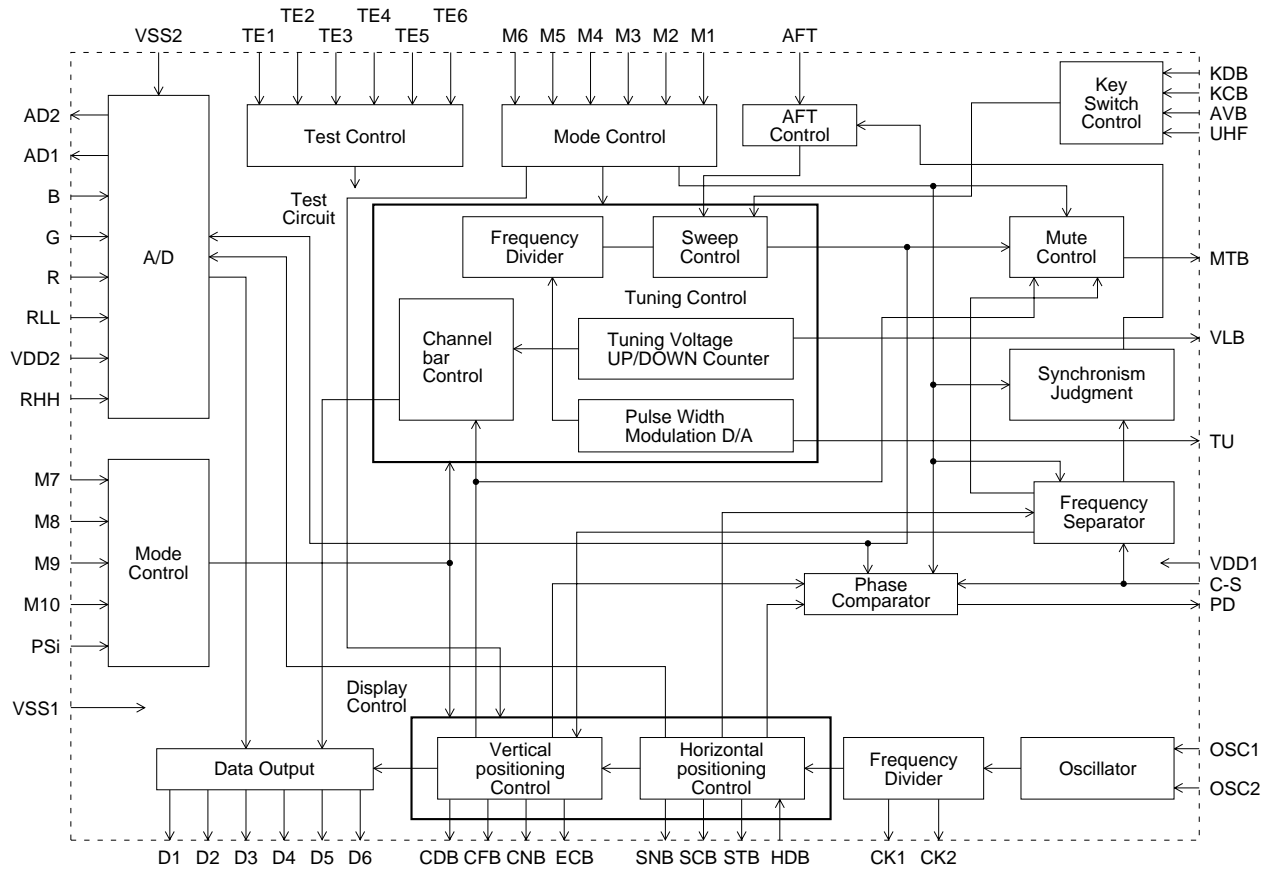 TE2 TE4 TE6
VSS2 TE1 TE3 TE5 M6 M5 M4 M3 M2 M1 AFT
KDB
KCB
AVB
UHF
Key
Switch
Control
AD2
AD1
B
G
R
RLL
VDD2
RHH
A/D
Test Control
Test
Circuit
Mode Control
AFT
Control
Frequency
Divider
Sweep
Control
Mute
Control
MTB
Tuning Control
Channel
bar
Control
Tuning Voltage
UP/DOWN Counter
VLB
Synchronism
Judgment
Pulse Width
Modulation D/A
TU
M7
M8
M9
M10
PSi
Mode
Control
Frequency
Separator
VDD1
C-S
PD
Phase
Comparator
VSS1
Display
Control
Data Output
Vertical
positioning
Control
Horizontal
positioning
Control
Frequency
Divider
Oscillator
OSC1
OSC2
D1 D2 D3 D4 D5 D6 CDB CFB CNB ECB SNB SCB STB HDB CK1 CK2